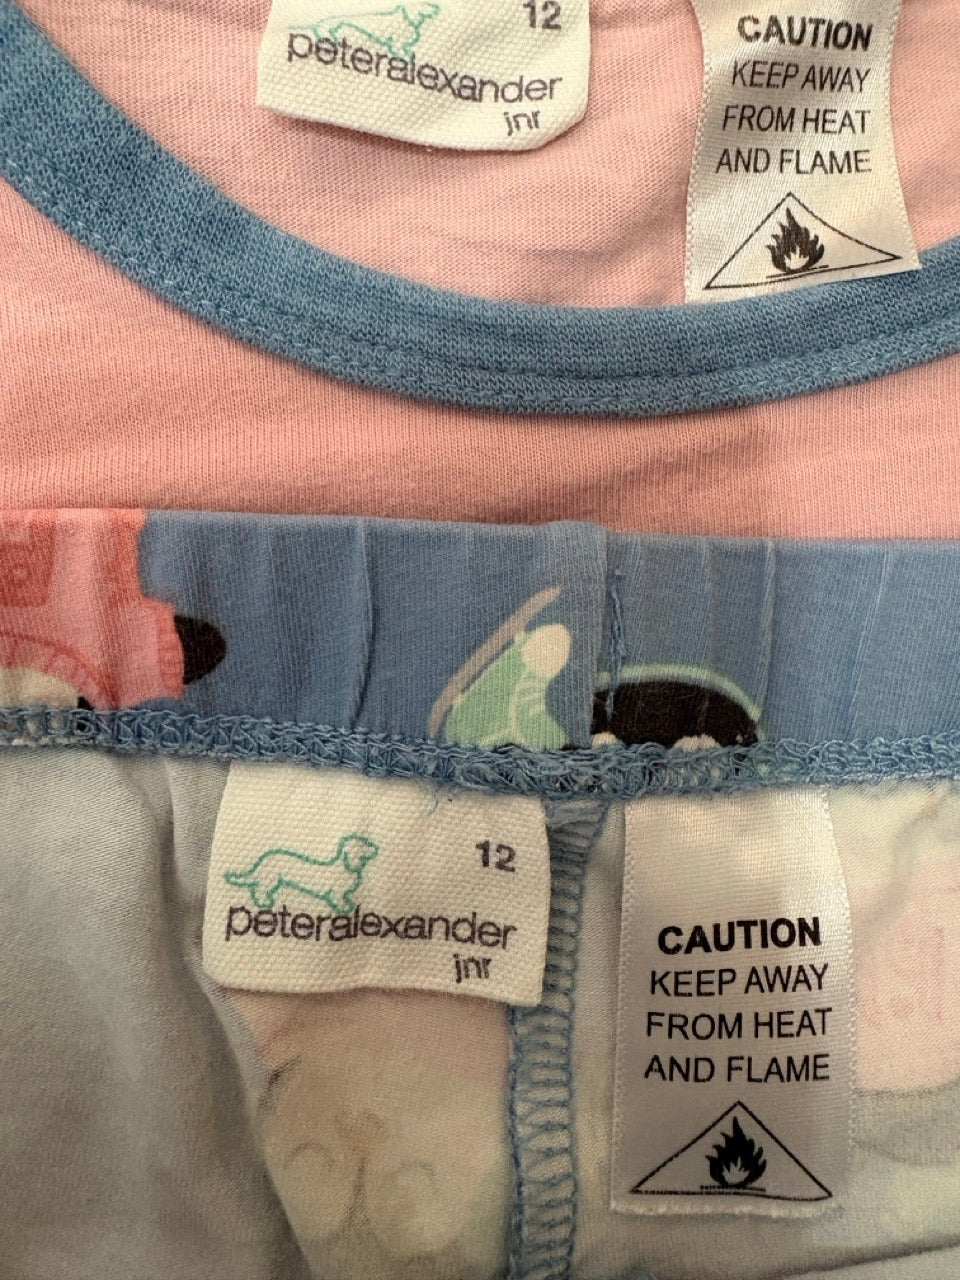 12
peteralexander
jnr
CAUTION
KEEP AWAY
FROM HEAT
AND FLAME
12
peteralexander
jnr
CAUTION
KEEP AWAY
FROM HEAT
AND FLAME